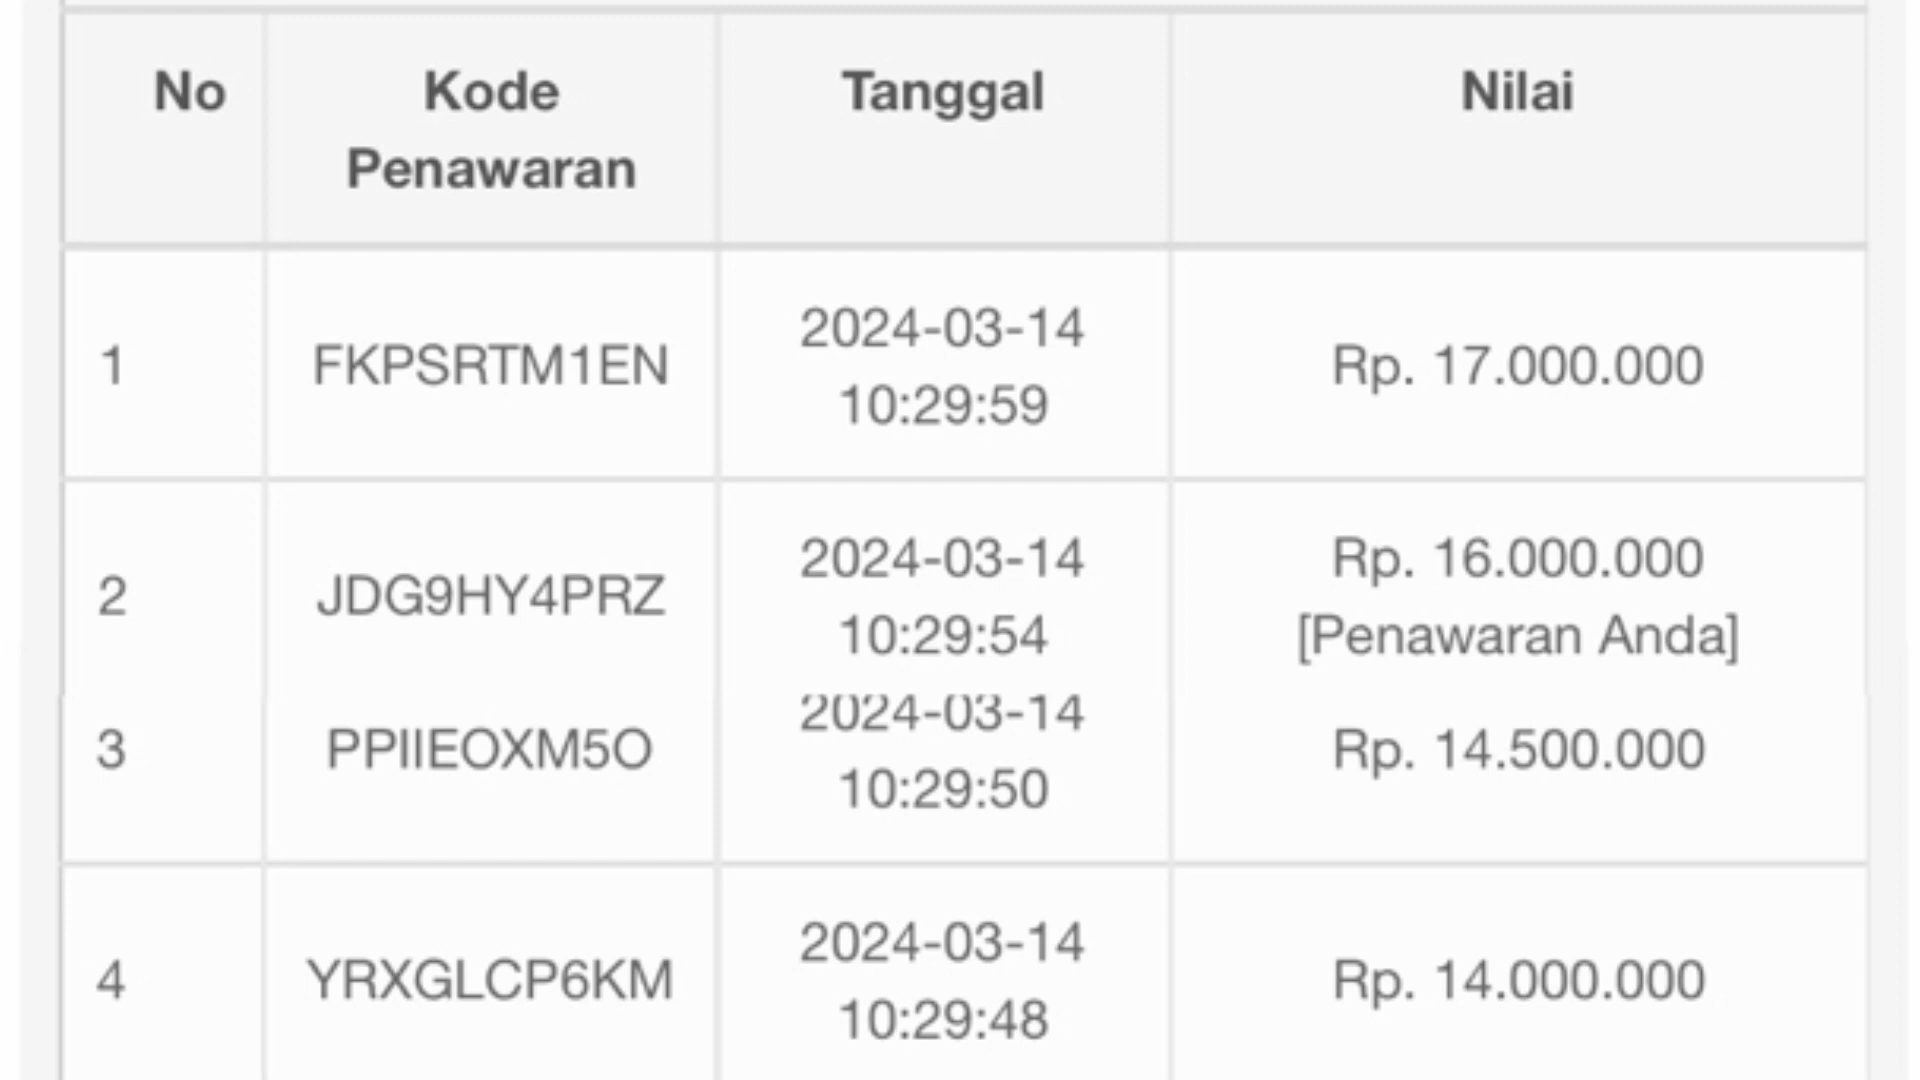 No Kode Penawaran Tanggal Nilai
1 FKPSRTM1EN 2024-03-14 10:29:59 Rp. 17.000.000
2 JDG9HY4PRZ 2024-03-14 10:29:54 Rp. 16.000.000 [Penawaran Anda]
3 PPIIEOXM5O 2024-03-14 10:29:50 Rp. 14.500.000
4 YRXGLCP6KM 2024-03-14 10:29:48 Rp. 14.000.000